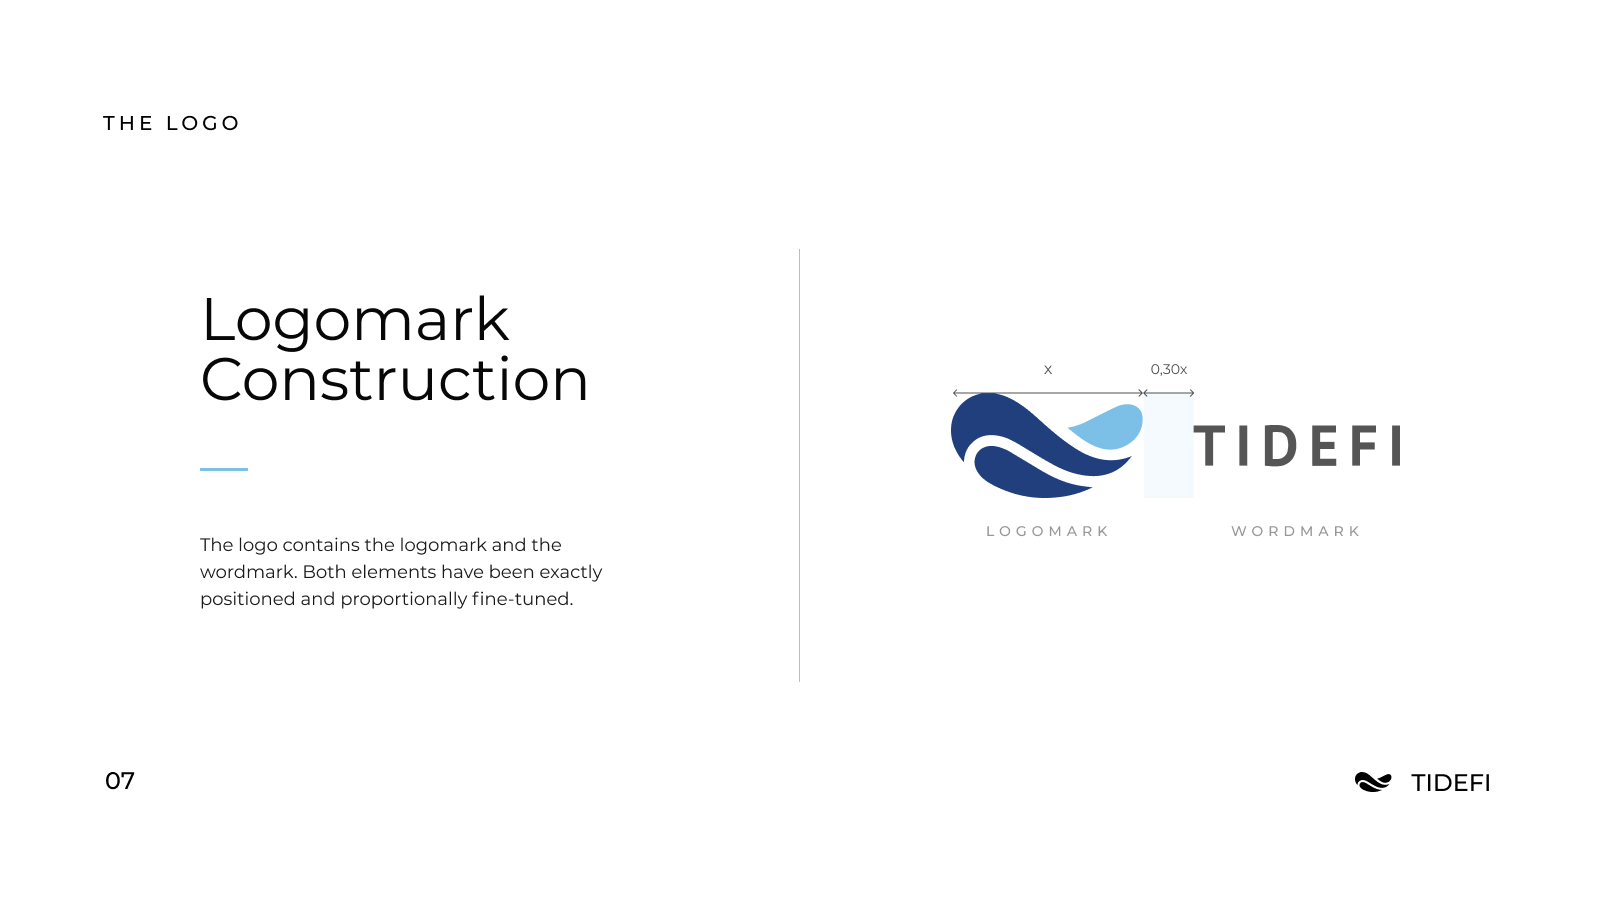 THE LOGO
Logomark
Construction
The logo contains the logomark and the
wordmark. Both elements have been exactly
positioned and proportionally fine-tuned.
x
0,30x
TIDEFI
LOGOMARK
WORDMARK
07
TIDEFI